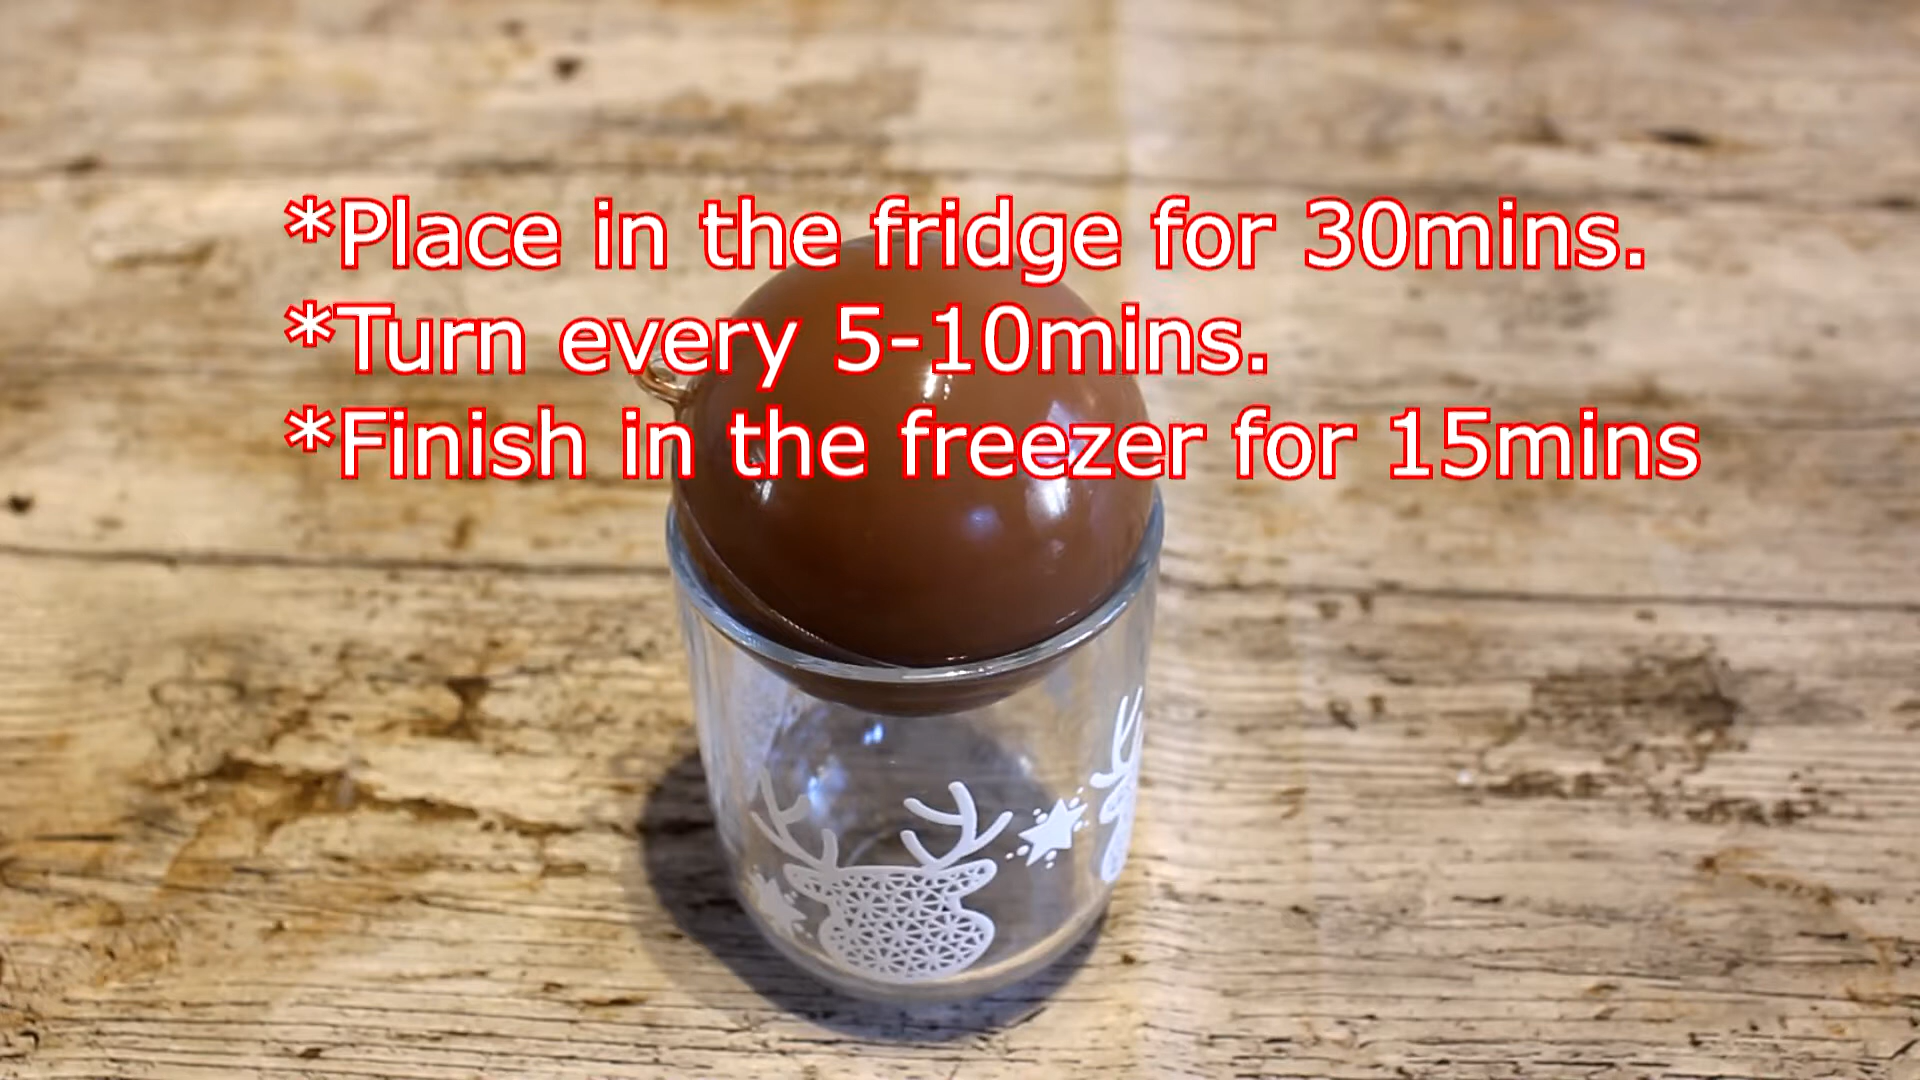 *Place in the fridge for 30mins.
*Turn every 5-10mins.
*Finish in the freezer for 15mins